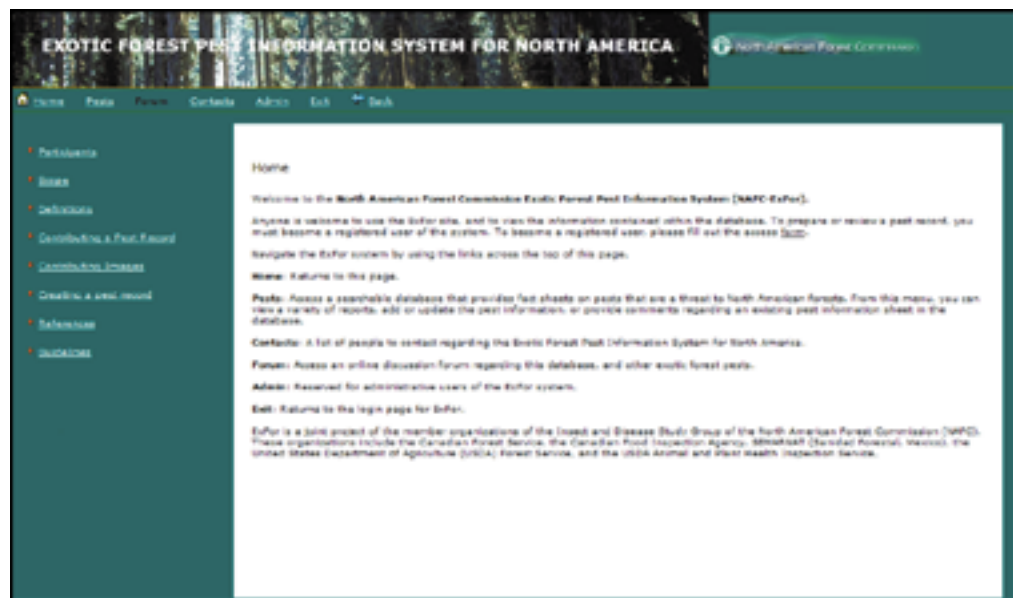 EXOTIC FOREST PEST INFORMATION SYSTEM FOR NORTH AMERICA
North American Forest Commission
Home Pests Forum Contacts Admin Exit Back
Participants
Scope
Definitions
Contributing a Pest Record
Contributing Images
Creating a pest record
References
Guidelines
Home
Welcome to the North American Forest Commission Exotic Forest Pest Information System (NAFC-ExFor).
Anyone is welcome to use the ExFor site, and to view the information contained within the database. To prepare or review a pest record, you
must become a registered user of the system. To become a registered user, please fill out the access form.
Navigate the ExFor system by using the links across the top of this page.
Home: Returns to this page.
Pests: Access a searchable database that provides fact sheets on pests that are a threat to North American forests. From this menu, you can
view a variety of reports, add or update the pest information, or provide comments regarding an existing pest information sheet in the
database.
Contacts: A list of people to contact regarding the Exotic Forest Pest Information System for North America.
Forum: Access an online discussion forum regarding this database, and other exotic forest pests.
Admin: Reserved for administrative users of the ExFor system.
Exit: Returns to the login page for ExFor.
ExFor is a joint project of the member organizations of the Insect and Disease Study Group of the North American Forest Commission (NAFC).
These organizations include the Canadian Forest Service, the Canadian Food Inspection Agency, SEMARNAT (Sanidad Forestal, Mexico), the
United States Department of Agriculture (USDA) Forest Service, and the USDA Animal and Plant Health Inspection Service.